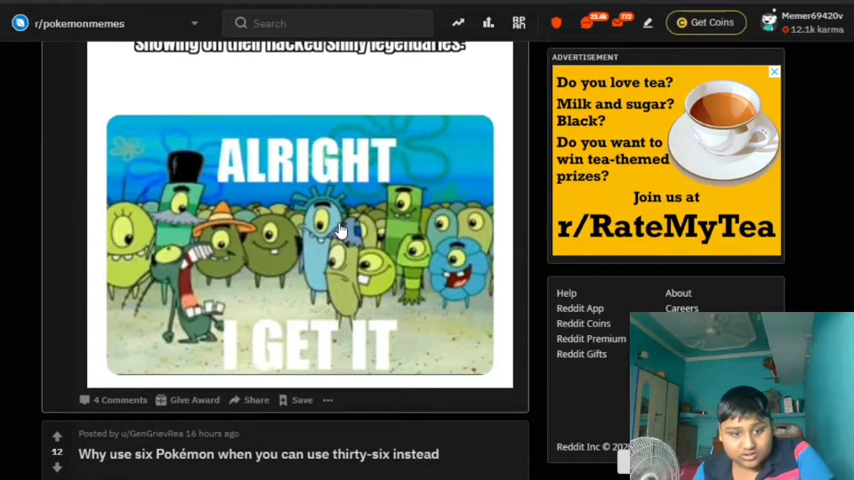 r/pokemonmemes
Search
23.4k
772
Get Coins
Memer69420v
12.1k karma
showing off their hacked shiny legendaries:
ALRIGHT
I GET IT
4 Comments
Give Award
Share
Save
Posted by u/GenGrievRea 16 hours ago
12
Why use six Pokémon when you can use thirty-six instead
ADVERTISEMENT
Do you love tea?
Milk and sugar?
Black?
Do you want to
win tea-themed
prizes?
Join us at
r/RateMyTea
Help
About
Reddit App
Careers
Reddit Coins
Reddit Premium
Reddit Gifts
Reddit Inc ©